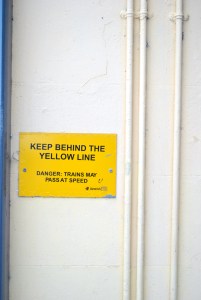 KEEP BEHIND THE
YELLOW LINE
DANGER: TRAINS MAY
PASS AT SPEED